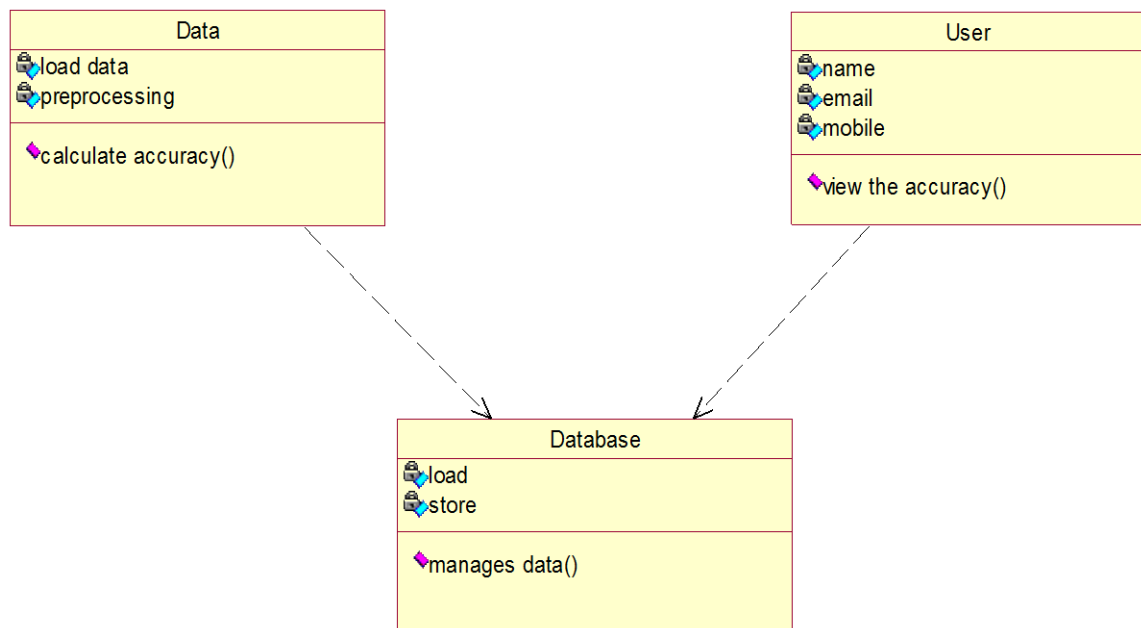 Data
load data
preprocessing
calculate accuracy()
User
name
email
mobile
view the accuracy()
Database
load
store
manages data()